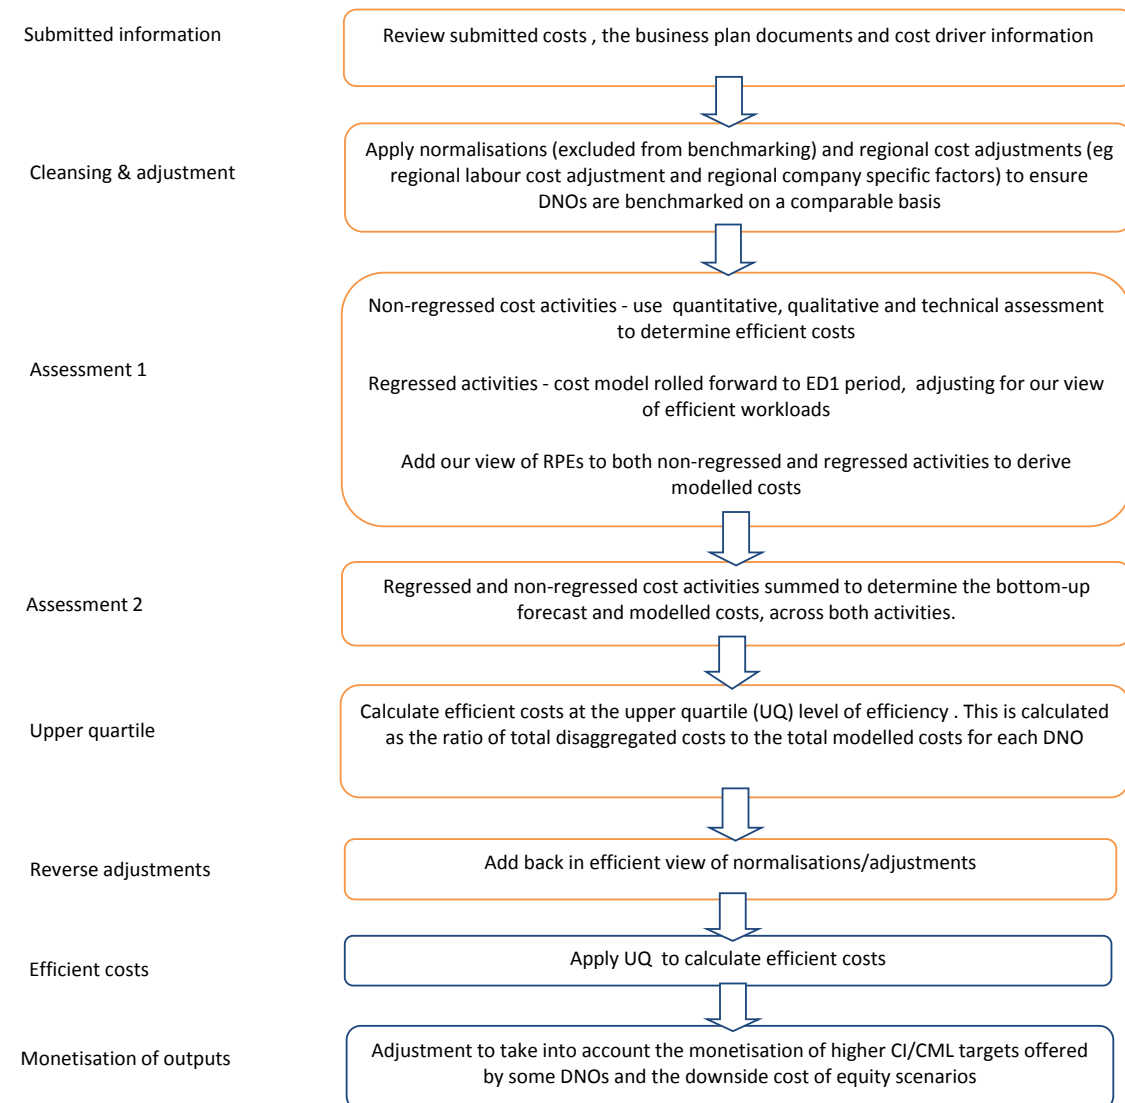 Submitted information
Review submitted costs , the business plan documents and cost driver information
Cleansing & adjustment
Apply normalisations (excluded from benchmarking) and regional cost adjustments (eg
regional labour cost adjustment and regional company specific factors) to ensure
DNOs are benchmarked on a comparable basis
Assessment 1
Non-regressed cost activities - use  quantitative, qualitative and technical assessment
to determine efficient costs
Regressed activities - cost model rolled forward to ED1 period,  adjusting for our view
of efficient workloads
Add our view of RPEs to both non-regressed and regressed activities to derive
modelled costs
Assessment 2
Regressed and non-regressed cost activities summed to determine the bottom-up
forecast and modelled costs, across both activities.
Upper quartile
Calculate efficient costs at the upper quartile (UQ) level of efficiency . This is calculated
as the ratio of total disaggregated costs to the total modelled costs for each DNO
Reverse adjustments
Add back in efficient view of normalisations/adjustments
Efficient costs
Apply UQ  to calculate efficient costs
Monetisation of outputs
Adjustment to take into account the monetisation of higher CI/CML targets offered
by some DNOs and the downside cost of equity scenarios